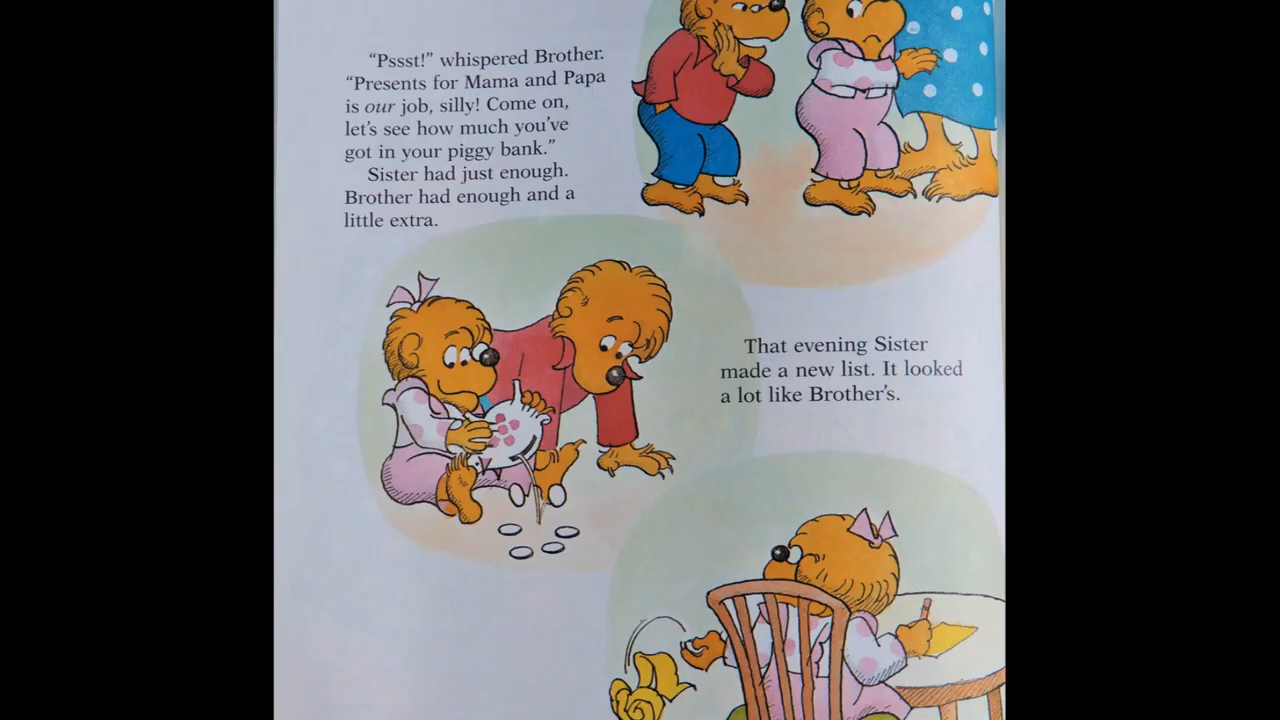 “Pssst!” whispered Brother.
“Presents for Mama and Papa
is our job, silly! Come on,
let’s see how much you’ve
got in your piggy bank.”
Sister had just enough.
Brother had enough and a
little extra.
That evening Sister
made a new list. It looked
a lot like Brother’s.